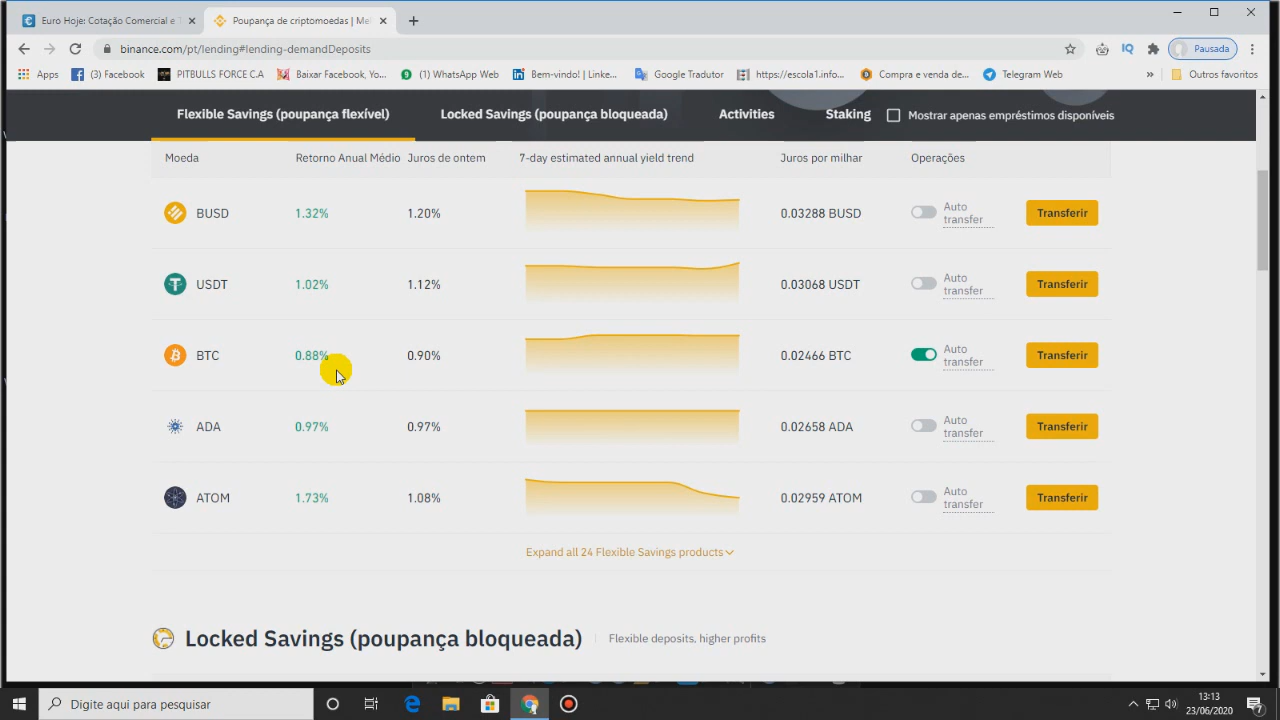 Euro Hoje: Cotação Comercial e
Poupança de criptomoedas | Me
binance.com/pt/lending#lending-demandDeposits
Pausada
Apps
(3) Facebook
PITBULLS FORCE C.A
Baixar Facebook, Yo...
(1) WhatsApp Web
Bem-vindo! | Linke...
Google Tradutor
https://escola1.info...
Compra e venda de...
Telegram Web
»
Outros favoritos
Flexible Savings (poupança flexível)
Locked Savings (poupança bloqueada)
Activities
Staking
Mostrar apenas empréstimos disponíveis
Moeda
Retorno Anual Médio
Juros de ontem
7-day estimated annual yield trend
Juros por milhar
Operações
BUSD
1.32%
1.20%
0.03288 BUSD
Auto
transfer
Transferir
USDT
1.02%
1.12%
0.03068 USDT
Auto
transfer
Transferir
BTC
0.88%
0.90%
0.02466 BTC
Auto
transfer
Transferir
ADA
0.97%
0.97%
0.02658 ADA
Auto
transfer
Transferir
ATOM
1.73%
1.08%
0.02959 ATOM
Auto
transfer
Transferir
Expand all 24 Flexible Savings products
Locked Savings (poupança bloqueada)
Flexible deposits, higher profits
Digite aqui para pesquisar
13:13
23/06/2020